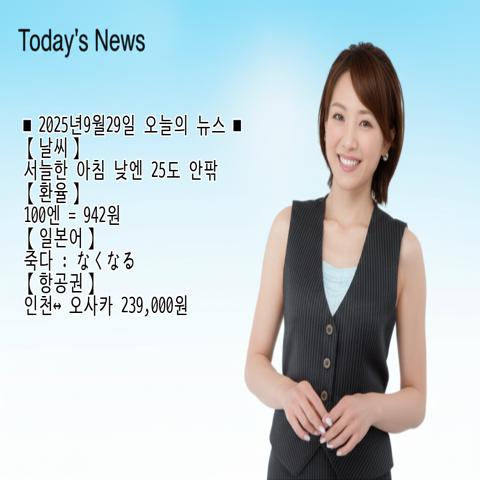 Today's News
■ 2025년9월29일 오늘의 뉴스 ■
【날씨】
서늘한 아침 낮엔 25도 안팎
【환율】
100엔 = 942원
【일본어】
죽다 : なくなる
【항공권】
인천↔ 오사카 239,000원